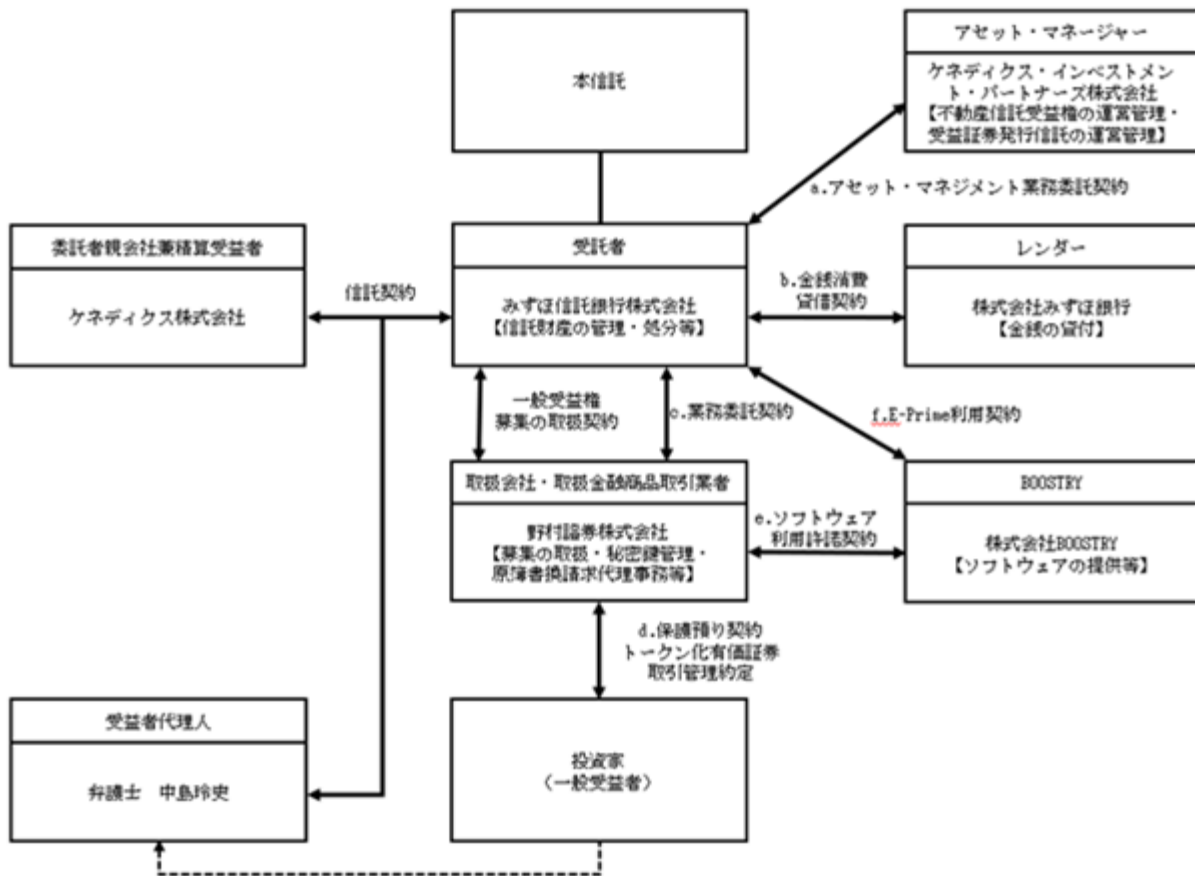 本信託
アセット・マネージャー
ケネディクス・インベストメン
ト・パートナーズ株式会社
【不動産信託受益権の運営管理・
受益証券発行信託の運営管理】
a.アセット・マネジメント業務委託契約
委託者親会社兼精算受益者
ケネディクス株式会社
信託契約
受託者
みずほ信託銀行株式会社
【信託財産の管理・処分等】
b.金銭消費
貸借契約
レンダー
株式会社みずほ銀行
【金銭の貸付】
一般受益権
募集の取扱契約
c.業務委託契約
f.E-Prime利用契約
取扱会社・取扱金融商品取引業者
野村證券株式会社
【募集の取扱・秘密鍵管理・
原簿書換請求代理事務等】
e.ソフトウェア
利用許諾契約
BOOSTRY
株式会社BOOSTRY
【ソフトウェアの提供等】
d.保護預り契約
トークン化有価証券
取引管理約定
受益者代理人
弁護士　中島玲史
投資家
〈一般受益者〉